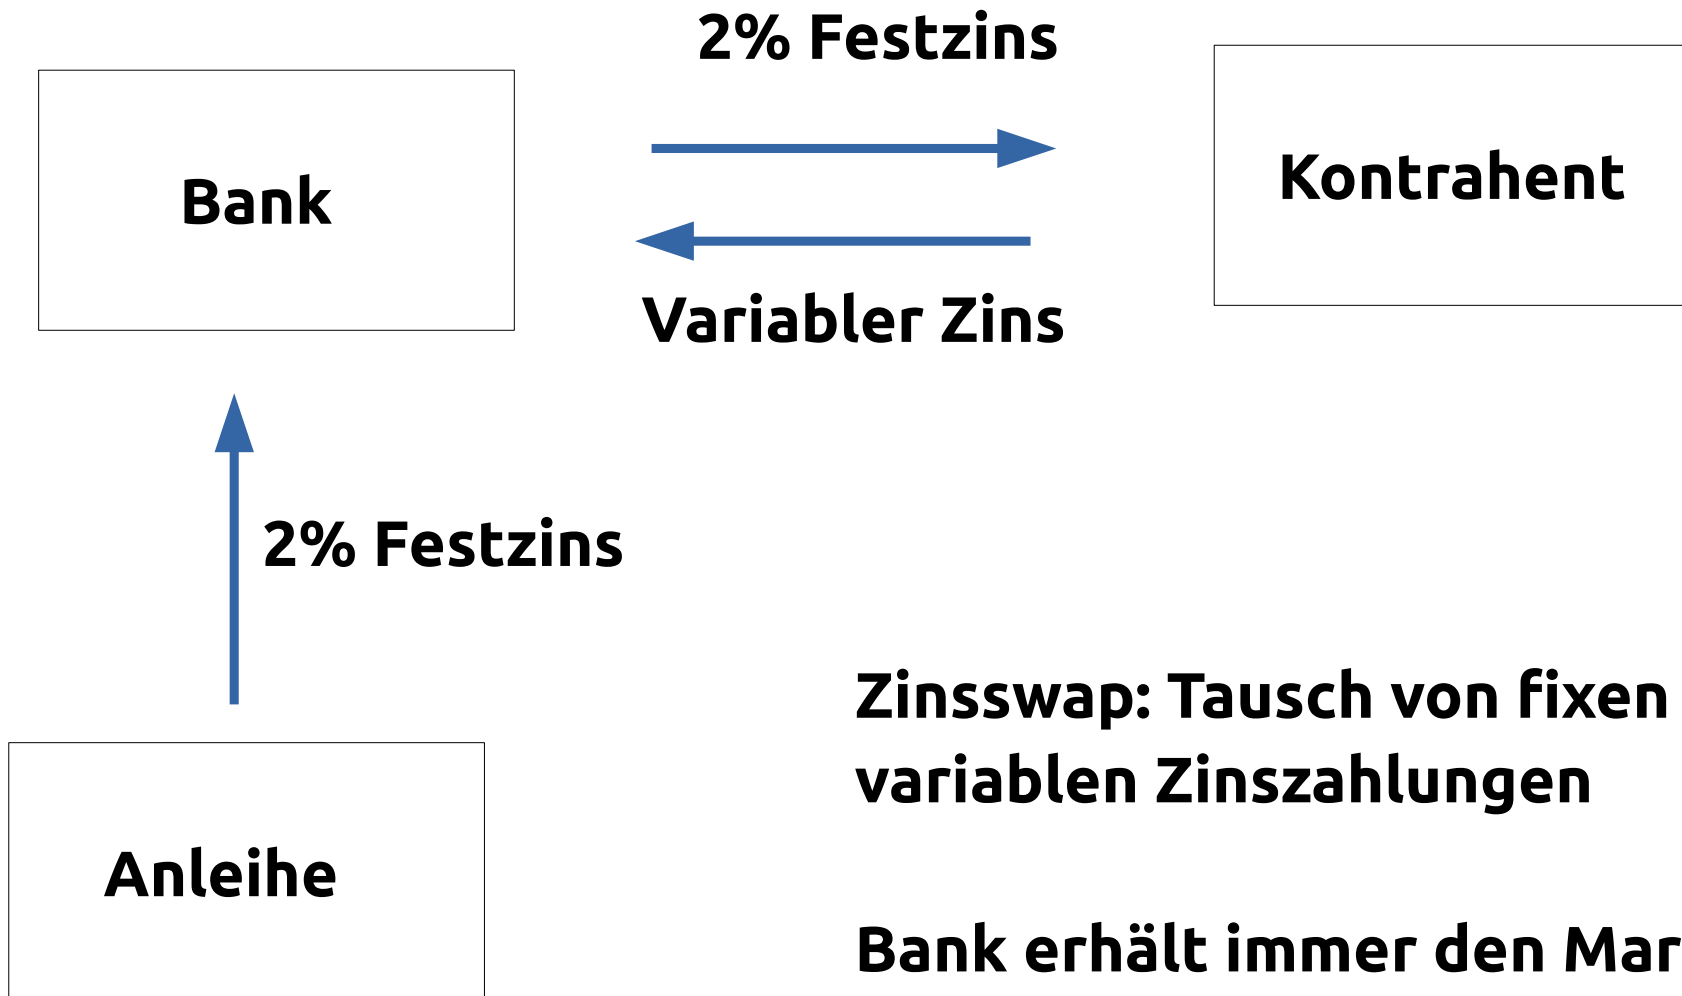 2% Festzins
Bank
Kontrahent
Variabler Zins
2% Festzins
Zinsswap: Tausch von fixen
variablen Zinszahlungen
Anleihe
Bank erhält immer den Mar